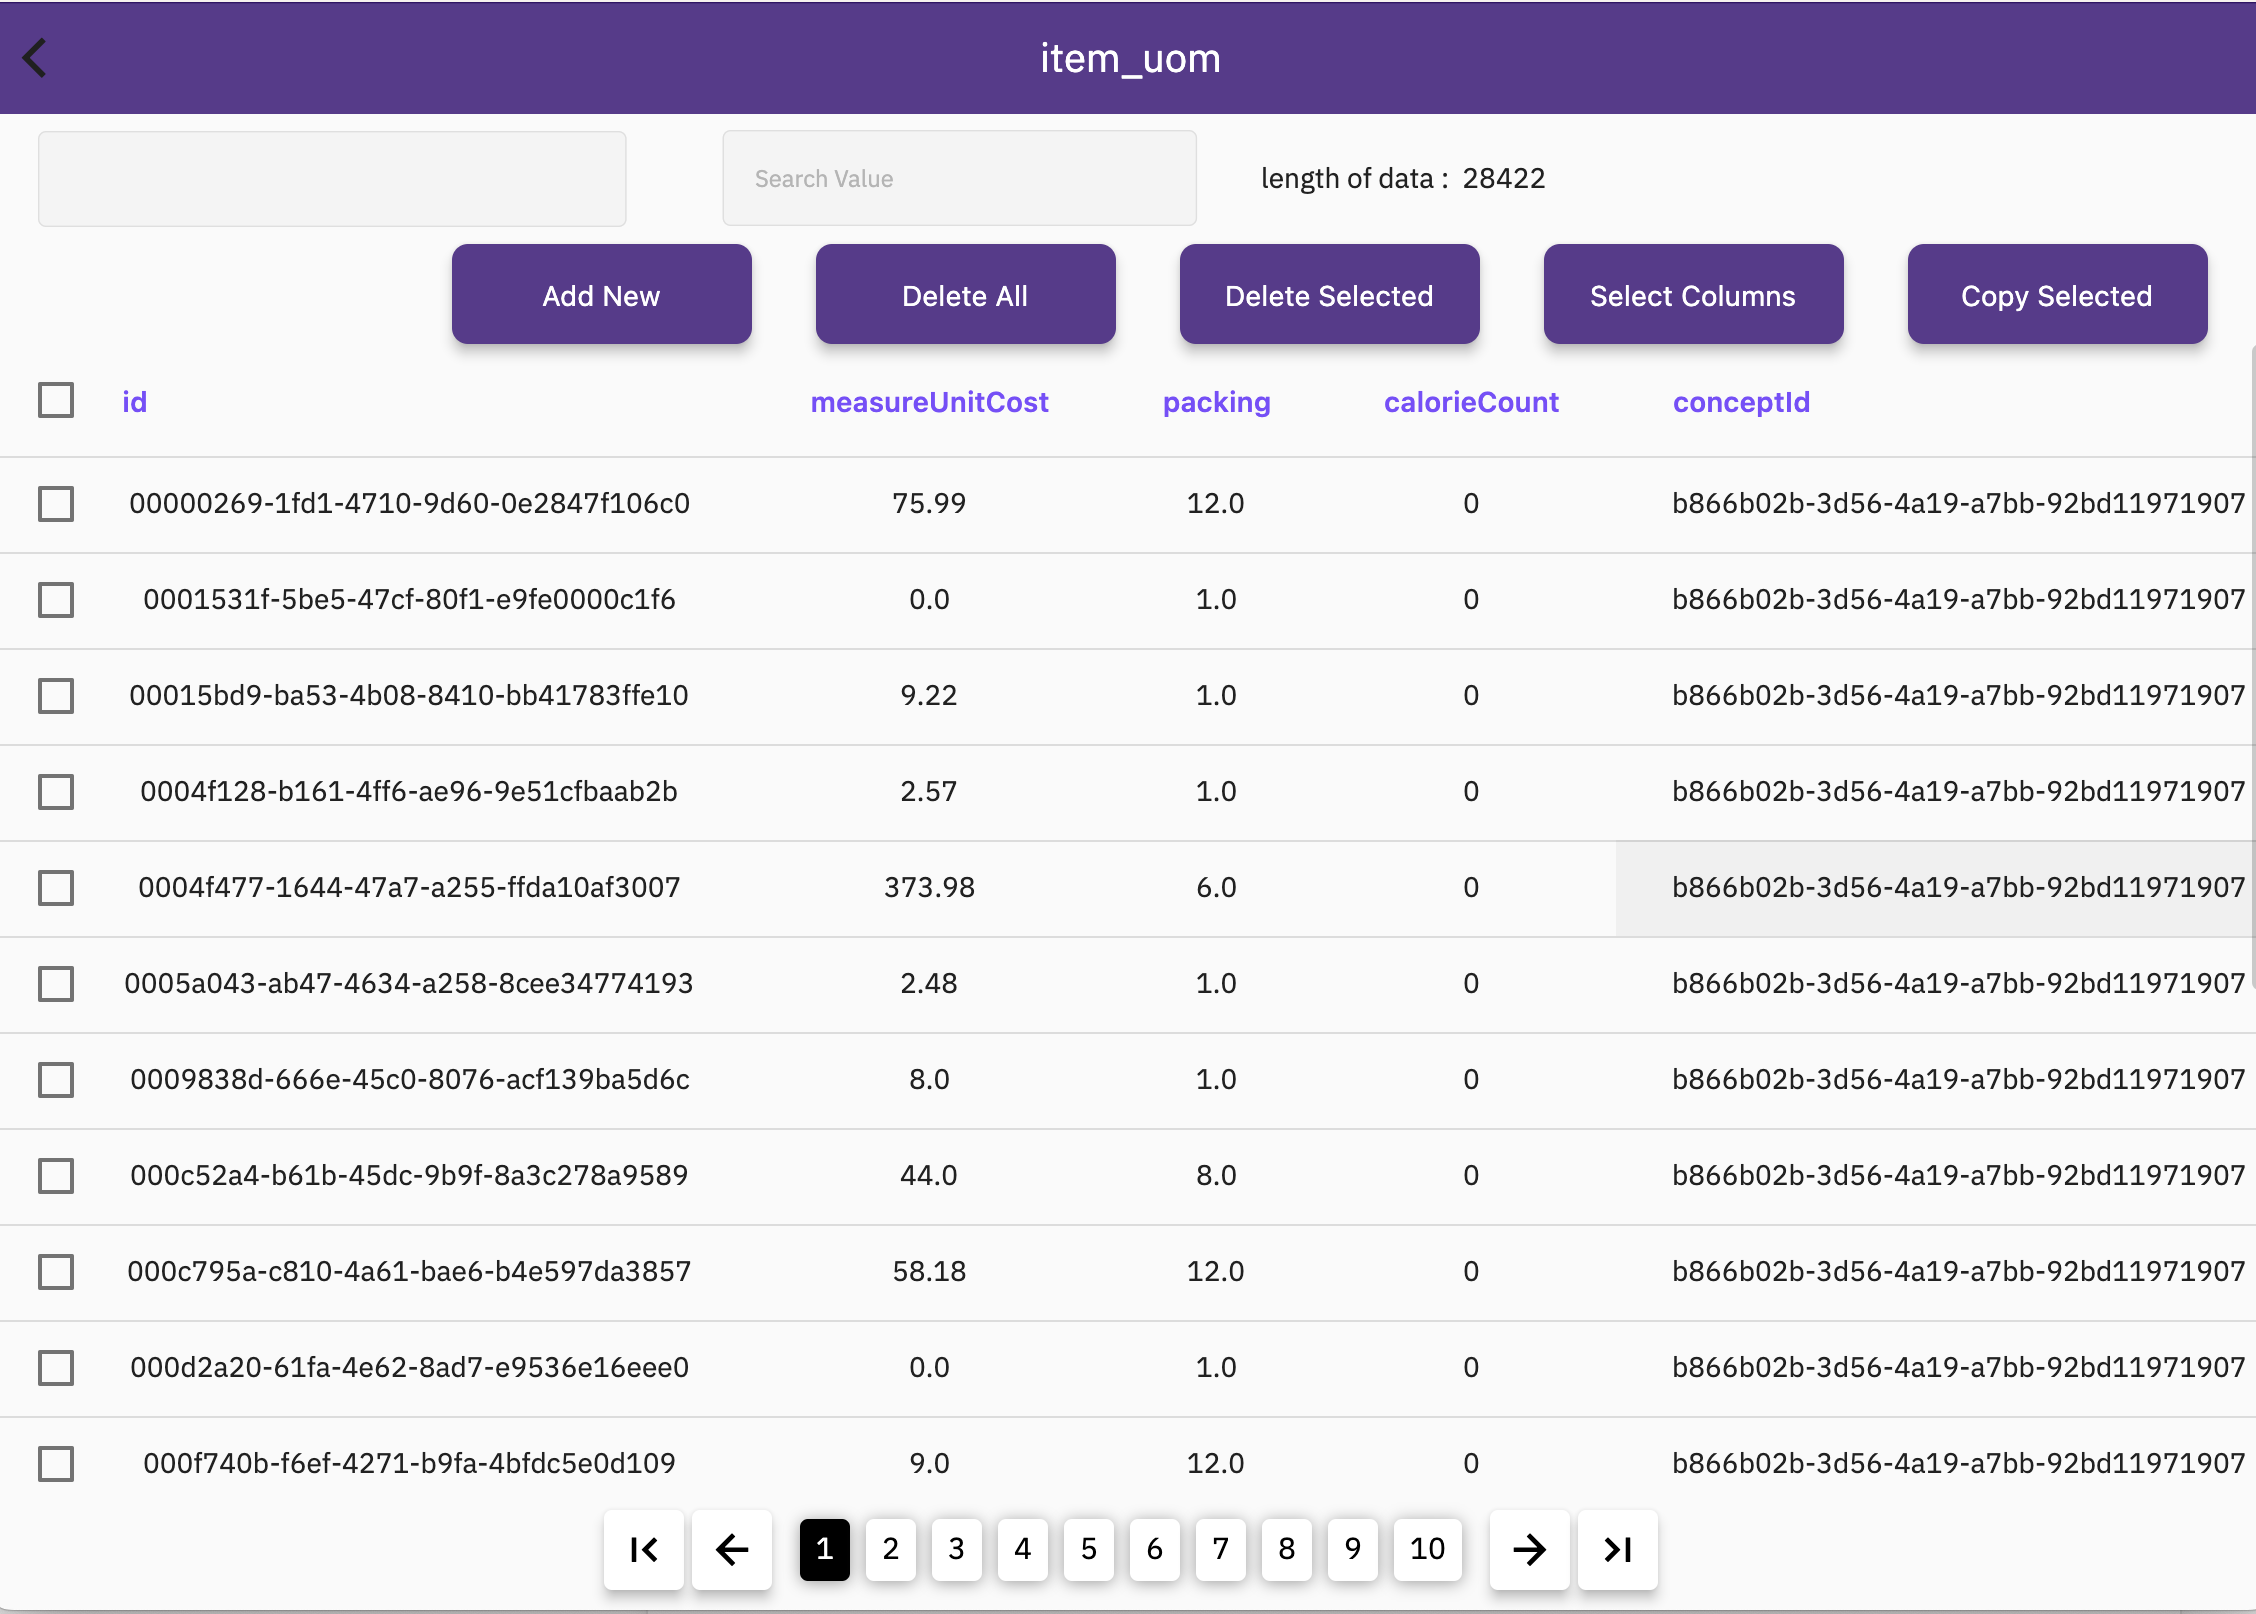 item_uom
Search Value length of data : 28422
Add New Delete All Delete Selected Select Columns Copy Selected
id measureUnitCost packing calorieCount conceptId
00000269-1fd1-4710-9d60-0e2847f106c0 75.99 12.0 0 b866b02b-3d56-4a19-a7bb-92bd11971907
0001531f-5be5-47cf-80f1-e9fe0000c1f6 0.0 1.0 0 b866b02b-3d56-4a19-a7bb-92bd11971907
00015bd9-ba53-4b08-8410-bb41783ffe10 9.22 1.0 0 b866b02b-3d56-4a19-a7bb-92bd11971907
0004f128-b161-4ff6-ae96-9e51cfbaab2b 2.57 1.0 0 b866b02b-3d56-4a19-a7bb-92bd11971907
0004f477-1644-47a7-a255-ffda10af3007 373.98 6.0 0 b866b02b-3d56-4a19-a7bb-92bd11971907
0005a043-ab47-4634-a258-8cee34774193 2.48 1.0 0 b866b02b-3d56-4a19-a7bb-92bd11971907
0009838d-666e-45c0-8076-acf139ba5d6c 8.0 1.0 0 b866b02b-3d56-4a19-a7bb-92bd11971907
000c52a4-b61b-45dc-9b9f-8a3c278a9589 44.0 8.0 0 b866b02b-3d56-4a19-a7bb-92bd11971907
000c795a-c810-4a61-bae6-b4e597da3857 58.18 12.0 0 b866b02b-3d56-4a19-a7bb-92bd11971907
000d2a20-61fa-4e62-8ad7-e9536e16eee0 0.0 1.0 0 b866b02b-3d56-4a19-a7bb-92bd11971907
000f740b-f6ef-4271-b9fa-4bfdc5e0d109 9.0 12.0 0 b866b02b-3d56-4a19-a7bb-92bd11971907
1 2 3 4 5 6 7 8 9 10